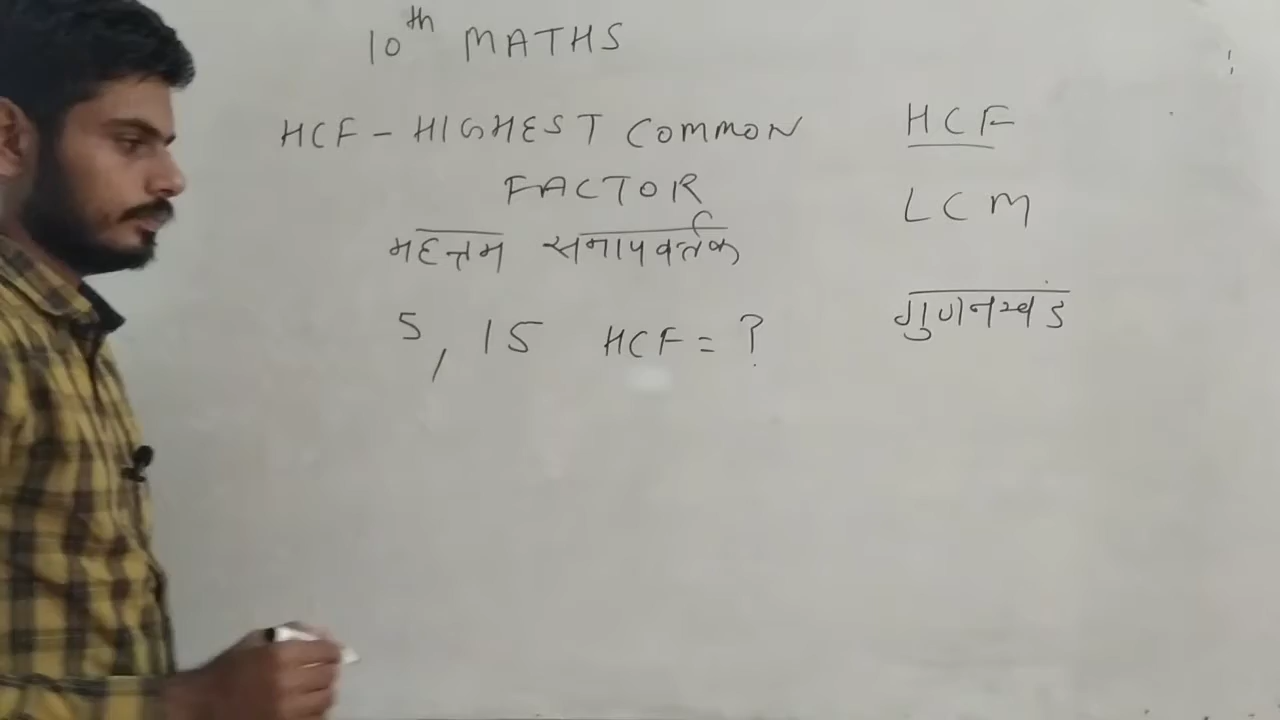 10th MATHS
HCF - HIGHEST COMMON
FACTOR
महत्तम समापवर्तक
5, 15 HCF = ?
HCF
LCM
गुणनखंड